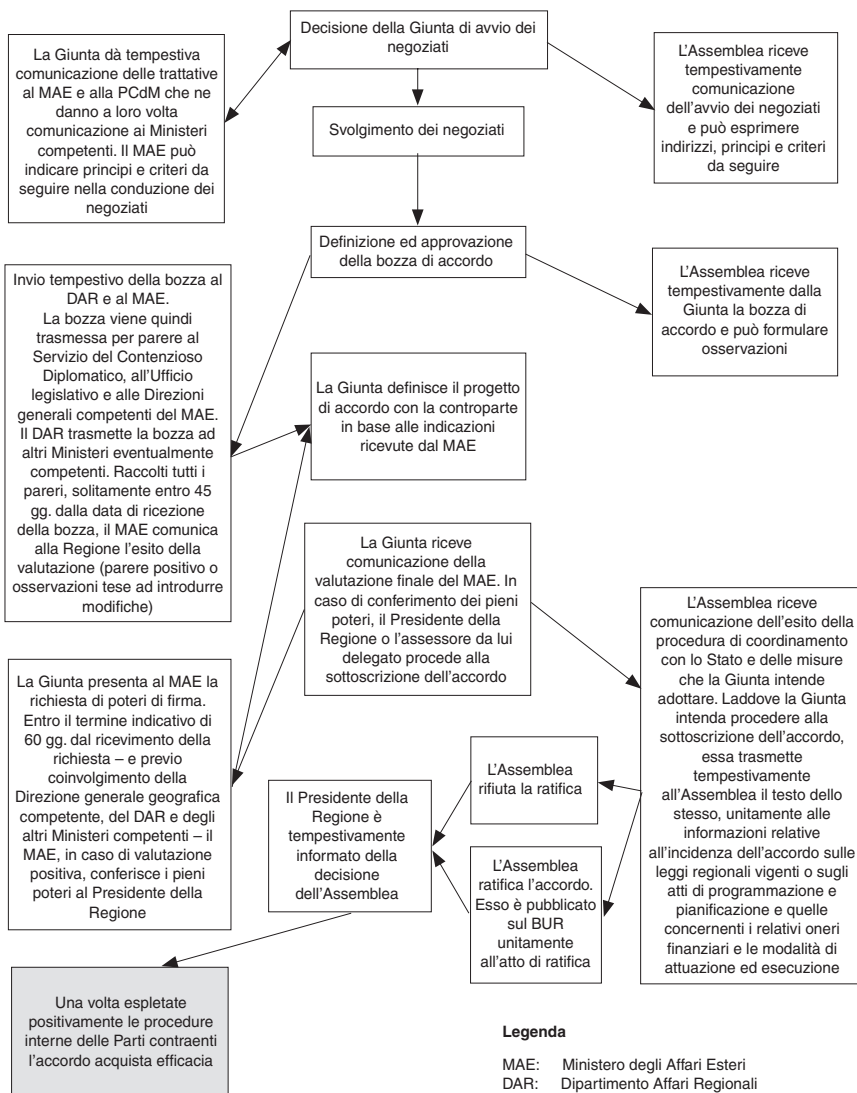 Decisione della Giunta di avvio dei
negoziati
La Giunta dà tempestiva
comunicazione delle trattative
al MAE e alla PCdM che ne
danno a loro volta
comunicazione ai Ministeri
competenti. Il MAE può
indicare principi e criteri da
seguire nella conduzione dei
negoziati
L’Assemblea riceve
tempestivamente
comunicazione
dell’avvio dei negoziati
e può esprimere
indirizzi, principi e criteri
da seguire
Svolgimento dei negoziati
Definizione ed approvazione
della bozza di accordo
Invio tempestivo della bozza al
DAR e al MAE.
La bozza viene quindi
trasmessa per parere al
Servizio del Contenzioso
Diplomatico, all’Ufficio
legislativo e alle Direzioni
generali competenti del MAE.
Il DAR trasmette la bozza ad
altri Ministeri eventualmente
competenti. Raccolti tutti i
pareri, solitamente entro 45
gg. dalla data di ricezione
della bozza, il MAE comunica
alla Regione l’esito della
valutazione (parere positivo o
osservazioni tese ad introdurre
modifiche)
L’Assemblea riceve
tempestivamente dalla
Giunta la bozza di
accordo e può formulare
osservazioni
La Giunta definisce il progetto
di accordo con la controparte
in base alle indicazioni
ricevute dal MAE
La Giunta riceve
comunicazione della
valutazione finale del MAE. In
caso di conferimento dei pieni
poteri, il Presidente della
Regione o l’assessore da lui
delegato procede alla
sottoscrizione dell’accordo
L’Assemblea riceve
comunicazione dell’esito della
procedura di coordinamento
con lo Stato e delle misure
che la Giunta intende
adottare. Laddove la Giunta
intenda procedere alla
sottoscrizione dell’accordo,
essa trasmette
tempestivamente
all’Assemblea il testo dello
stesso, unitamente alle
informazioni relative
all’incidenza dell’accordo sulle
leggi regionali vigenti o sugli
atti di programmazione e
pianificazione e quelle
concernenti i relativi oneri
finanziari e le modalità di
attuazione ed esecuzione
La Giunta presenta al MAE la
richiesta di poteri di firma.
Entro il termine indicativo di
60 gg. dal ricevimento della
richiesta – e previo
coinvolgimento della
Direzione generale geografica
competente, del DAR e degli
altri Ministeri competenti – il
MAE, in caso di valutazione
positiva, conferisce i pieni
poteri al Presidente della
Regione
L’Assemblea
rifiuta la ratifica
Il Presidente della
Regione è
tempestivamente
informato della
decisione
dell’Assemblea
L’Assemblea
ratifica l’accordo.
Esso è pubblicato
sul BUR
unitamente
all’atto di ratifica
Una volta espletate
positivamente le procedure
interne delle Parti contraenti
l’accordo acquista efficacia
Legenda
MAE: Ministero degli Affari Esteri
DAR: Dipartimento Affari Regionali